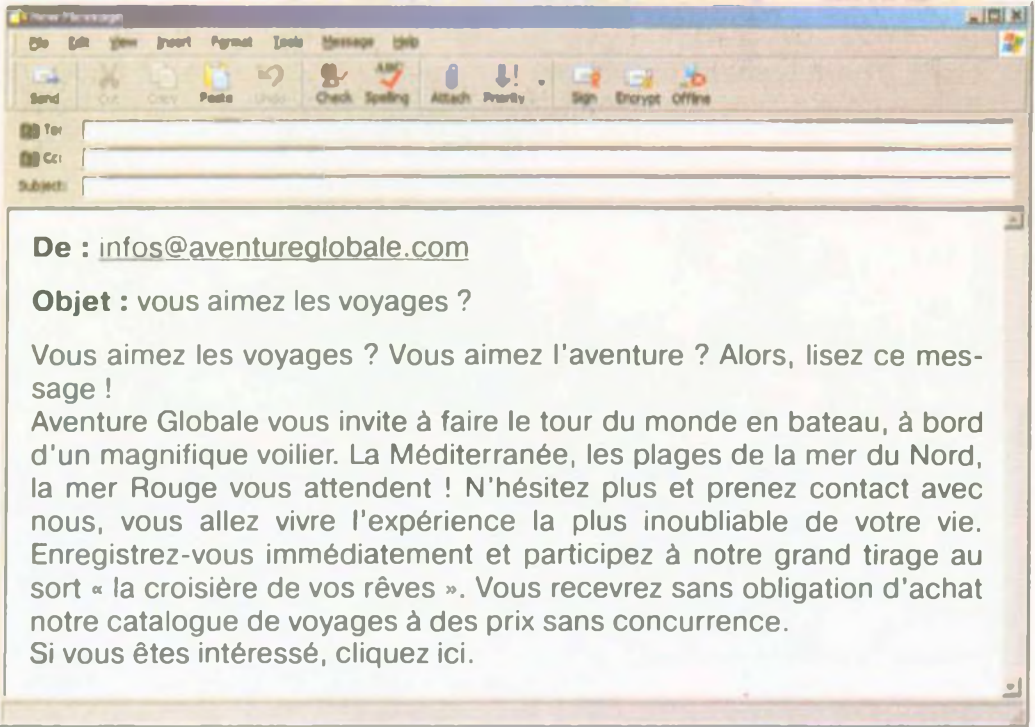 New Message
File Edit View Insert Format Tools Message Help
Send Cut Copy Paste Undo Check Spelling Attach Priority Sign Encrypt Offline
To:
Cc:
Subject:
De : infos@aventureglobale.com
Objet : vous aimez les voyages ?
Vous aimez les voyages ? Vous aimez l'aventure ? Alors, lisez ce mes-
sage !
Aventure Globale vous invite à faire le tour du monde en bateau, à bord
d'un magnifique voilier. La Méditerranée, les plages de la mer du Nord,
la mer Rouge vous attendent ! N'hésitez plus et prenez contact avec
nous, vous allez vivre l'expérience la plus inoubliable de votre vie.
Enregistrez-vous immédiatement et participez à notre grand tirage au
sort « la croisière de vos rêves ». Vous recevrez sans obligation d'achat
notre catalogue de voyages à des prix sans concurrence.
Si vous êtes intéressé, cliquez ici.